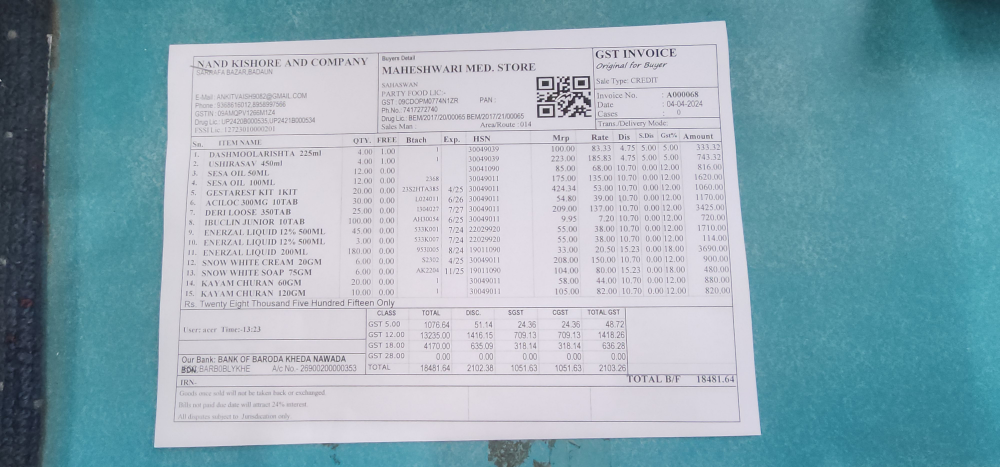 NAND KISHORE AND COMPANY
SARRAFA BAZAR,BADAUN
E-Mail: ANKITVAISH9082@GMAIL.COM
Phone : 9369616012,8958997566
GSTIN : 09AMQPV1266M1Z4
Drug Lic.: UP2420B000535,UP2421B000534
FSSI Lic. 12723010000201
Buyers Detail
MAHESHWARI MED. STORE
SAHASWAN
PARTY FOOD LIC:-
GST : 09CDOPM0774N1ZR PAN :
Ph.No.: 7417272740
Drug Lic.: BEM/2017/20/00065 BEM/2017/21/00065
Sales Man Area/Route : 014
GST INVOICE
Original for Buyer
Sale Type: CREDIT
Invoice No. : A000068
Date : 04-04-2024
Cases : 0
Trans./Delivery Mode:
Sn. ITEM NAME QTY. FREE Btach Exp. HSN Mrp Rate Dis S.Dis Gst% Amount
1. DASHMOOLARISHTA 225ml 4.00 1.00 1 30049039 100.00 83.33 4.75 5.00 5.00 333.32
2. USHIRASAV 450ml 4.00 1.00 1 30049039 223.00 185.83 4.75 5.00 5.00 743.32
3. SESA OIL 50ML 12.00 0.00 30041090 85.00 68.00 10.70 0.00 12.00 816.00
4. SESA OIL 100ML 12.00 0.00 2368 30049011 175.00 135.00 10.70 0.00 12.00 1620.00
5. GESTAREST KIT 1KIT 20.00 0.00 4/25 30049011 424.34 53.00 10.70 0.00 12.00 1060.00
6. ACILOC 300MG 10TAB 30.00 0.00 L024011 6/26 30049011 54.80 39.00 10.70 0.00 12.00 1170.00
7. DERI LOOSE 350TAB 25.00 0.00 1304027 7/27 30049011 209.00 137.00 10.70 0.00 12.00 3425.00
8. IBUCLIN JUNIOR 10TAB 100.00 0.00 6/25 30049011 9.95 7.20 10.70 0.00 12.00 720.00
9. ENERZAL LIQUID 12% 500ML 45.00 0.00 533K001 7/24 22029920 55.00 38.00 10.70 0.00 12.00 1710.00
10. ENERZAL LIQUID 12% 500ML 3.00 0.00 533K007 7/24 22029920 55.00 38.00 10.70 0.00 12.00 114.00
11. ENERZAL LIQUID 200ML 180.00 0.00 953J005 8/24 19011090 33.00 20.50 15.23 0.00 18.00 3690.00
12. SNOW WHITE CREAM 20GM 6.00 0.00 S2302 4/25 30049011 208.00 150.00 10.70 0.00 12.00 900.00
13. SNOW WHITE SOAP 75GM 6.00 0.00 AK2204 11/25 19011090 104.00 80.00 15.23 0.00 18.00 480.00
14. KAYAM CHURAN 60GM 20.00 0.00 1 30049011 58.00 44.00 10.70 0.00 12.00 880.00
15. KAYAM CHURAN 120GM 10.00 0.00 1 30049011 105.00 82.00 10.70 0.00 12.00 820.00
Rs. Twenty Eight Thousand Five Hundred Fifteen Only
User: acer Time:-13:23
CLASS TOTAL DISC. SGST CGST TOTAL GST
GST 5.00 1076.64 51.14 24.36 24.36 48.72
GST 12.00 13235.00 1416.15 709.13 709.13 1418.26
GST 18.00 4170.00 635.09 318.14 318.14 636.28
GST 28.00 0.00 0.00 0.00 0.00 0.00
TOTAL 18481.64 2102.38 1051.63 1051.63 2103.26
Our Bank: BANK OF BARODA KHEDA NAWADA
BDN. BARB0BLYKHE A/c No.- 26900200000353
IRN-
TOTAL B/F 18481.64
Goods once sold will not be taken back or exchanged.
Bills not paid due date will attract 24% interest.
All disputes subject to Jurisdication only.